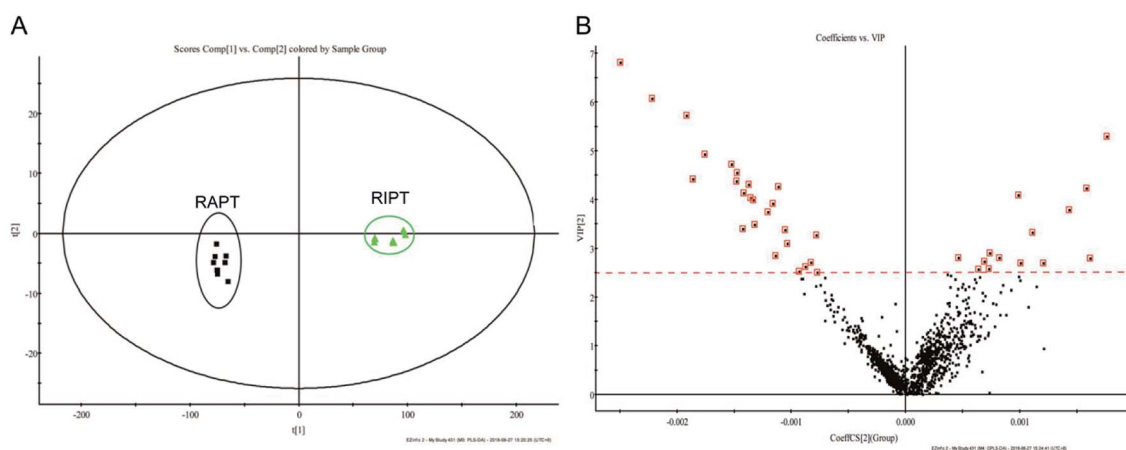 A
Scores Comp[1] vs. Comp[2] colored by Sample Group
t[2]
20
10
0
-10
-20
RAPT
RIPT
-200
-100
0
100
200
t[1]
B
Coefficients vs. VIP
VIP[2]
7
6
5
4
3
2
1
0
-0.002
-0.001
0.000
0.001
CoeffCS[2](Group)